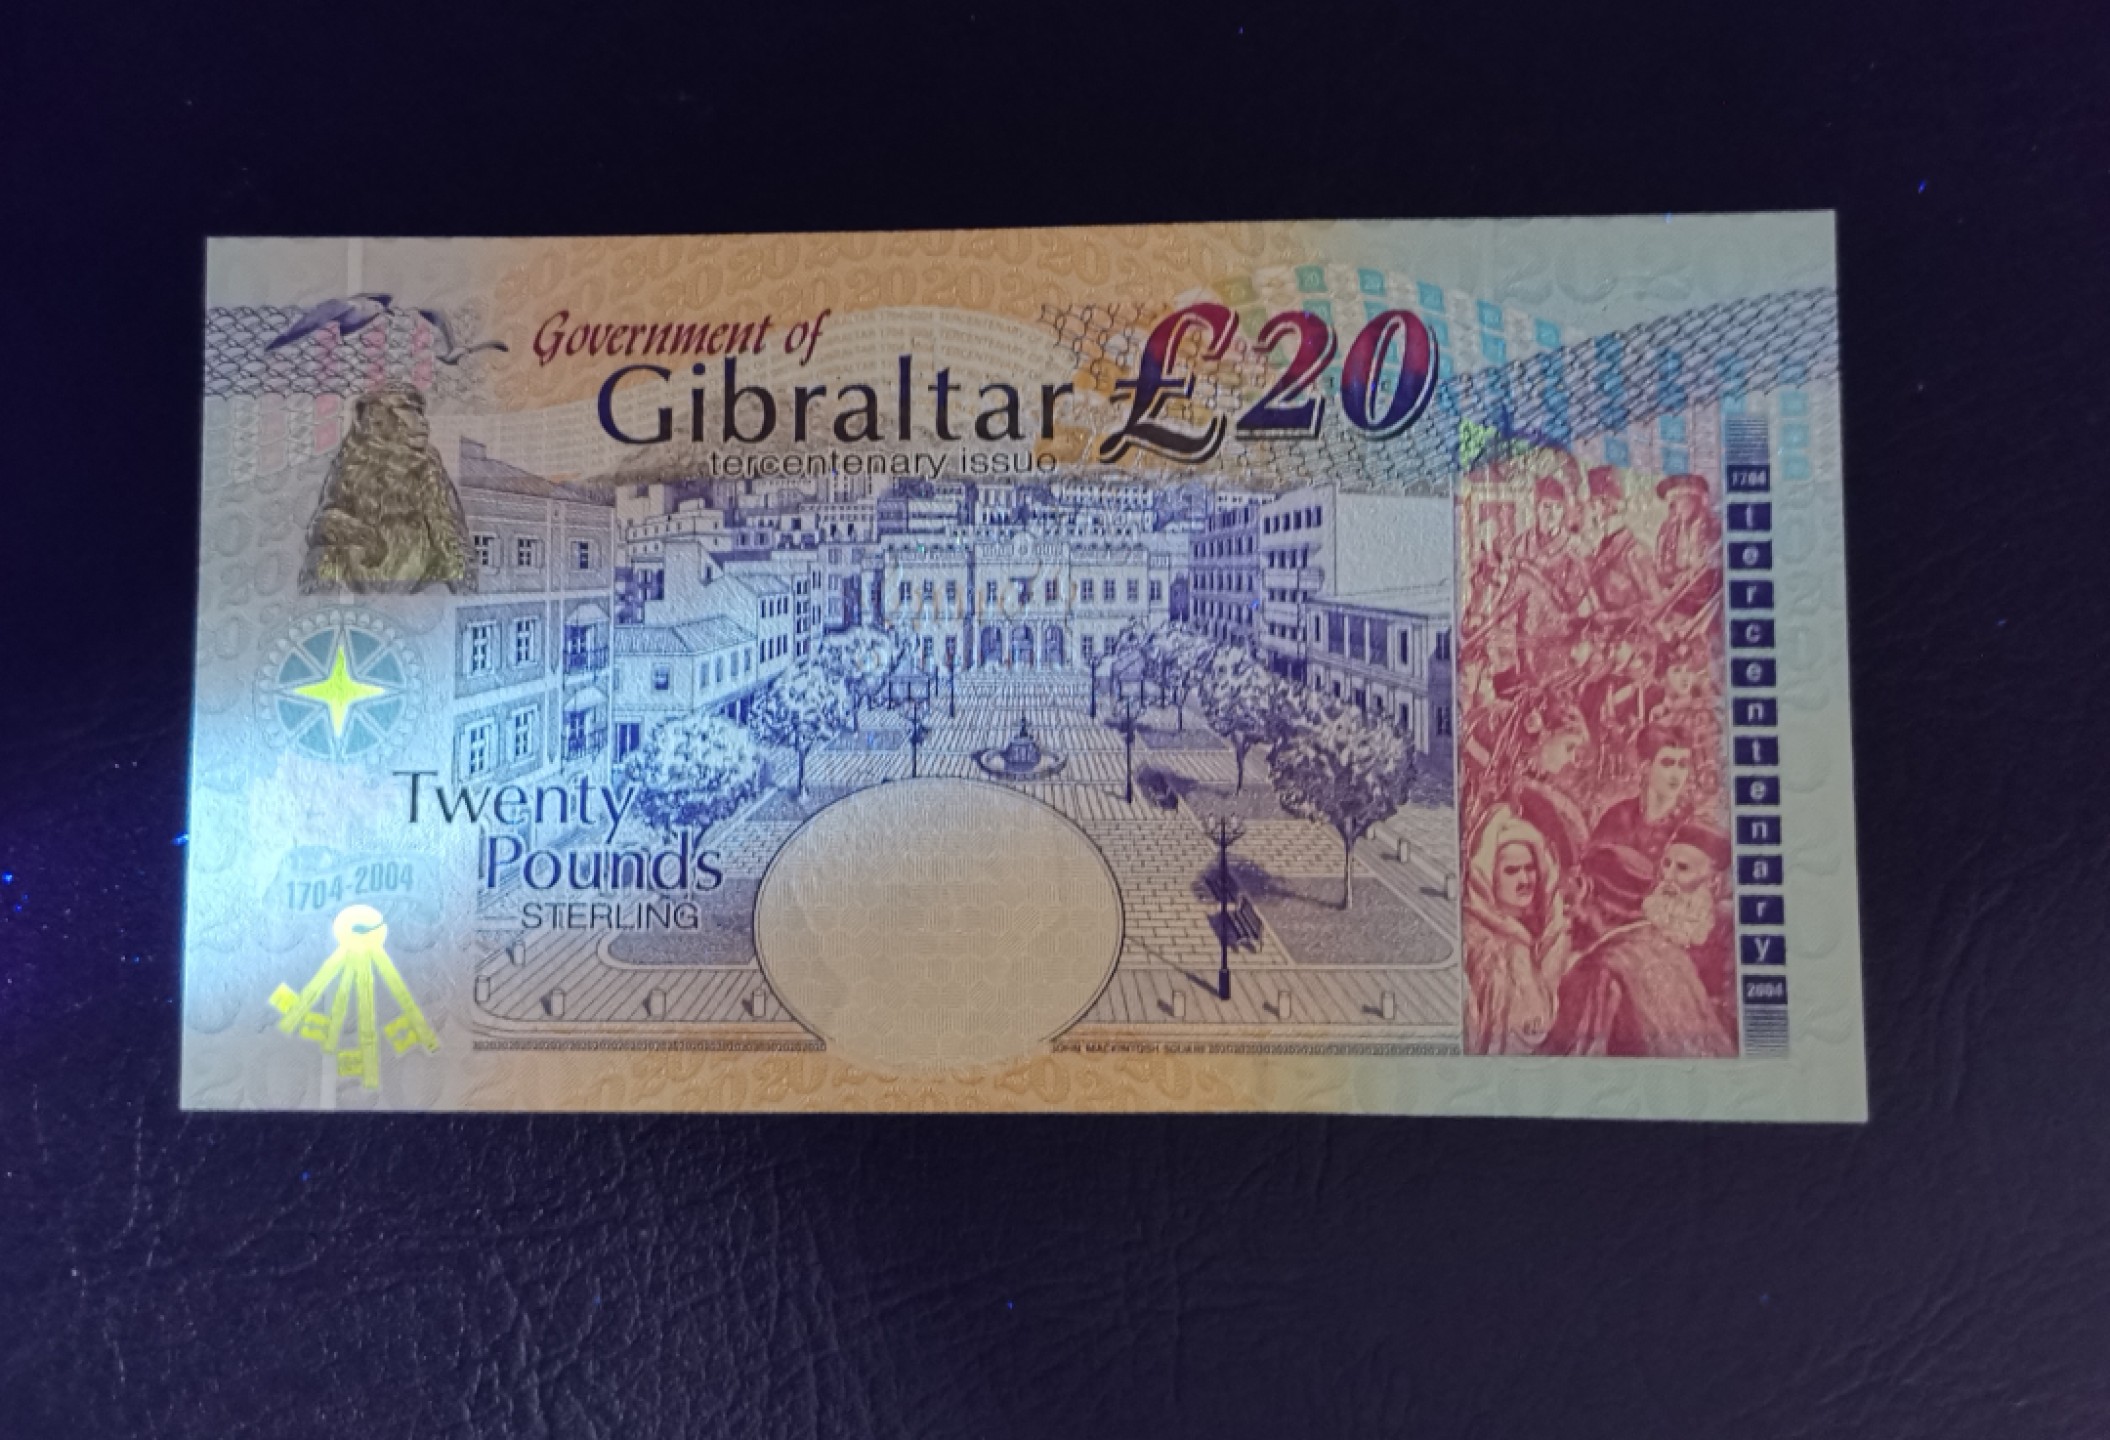 Government of
Gibraltar £20
tercentenary issue
1704
tercentenary
2004
Twenty
Pounds
STERLING
1704-2004
JOHN MACKINTOSH SQUARE